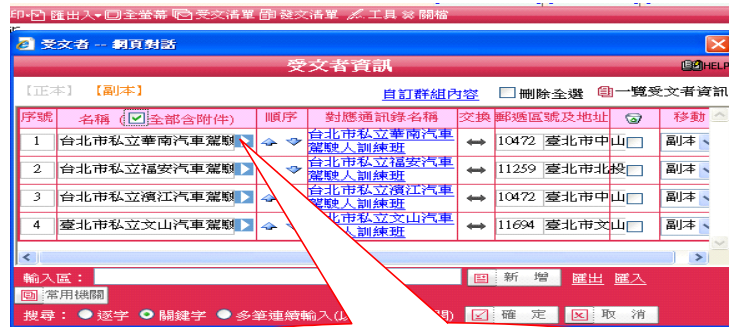 印 匯出入 全螢幕 受文清單 發文清單 工具 關檔
受文者 -- 網頁對話
受文者資訊
HELP
【正本】 【副本】 自訂群組內容 刪除全選 一覽受文者資訊
序號 名稱 (全部含附件) 順序 對應通訊錄名稱 交換 郵遞區號及地址 移動
1 台北市私立華南汽車駕駛 台北市私立華南汽車駕駛人訓練班 10472 臺北市中山 副本
2 台北市私立福安汽車駕駛 台北市私立福安汽車駕駛人訓練班 11259 臺北市北投 副本
3 台北市私立濱江汽車駕駛 台北市私立濱江汽車駕駛人訓練班 10472 臺北市中山 副本
4 臺北市私立文山汽車駕駛 北市私立文山汽車人訓練班 11694 臺北市文山 副本
輸入區： 新 增 匯出 匯入
常用機關
搜尋： 逐字 關鍵字 多筆連續輸入(以 確 定 取 消